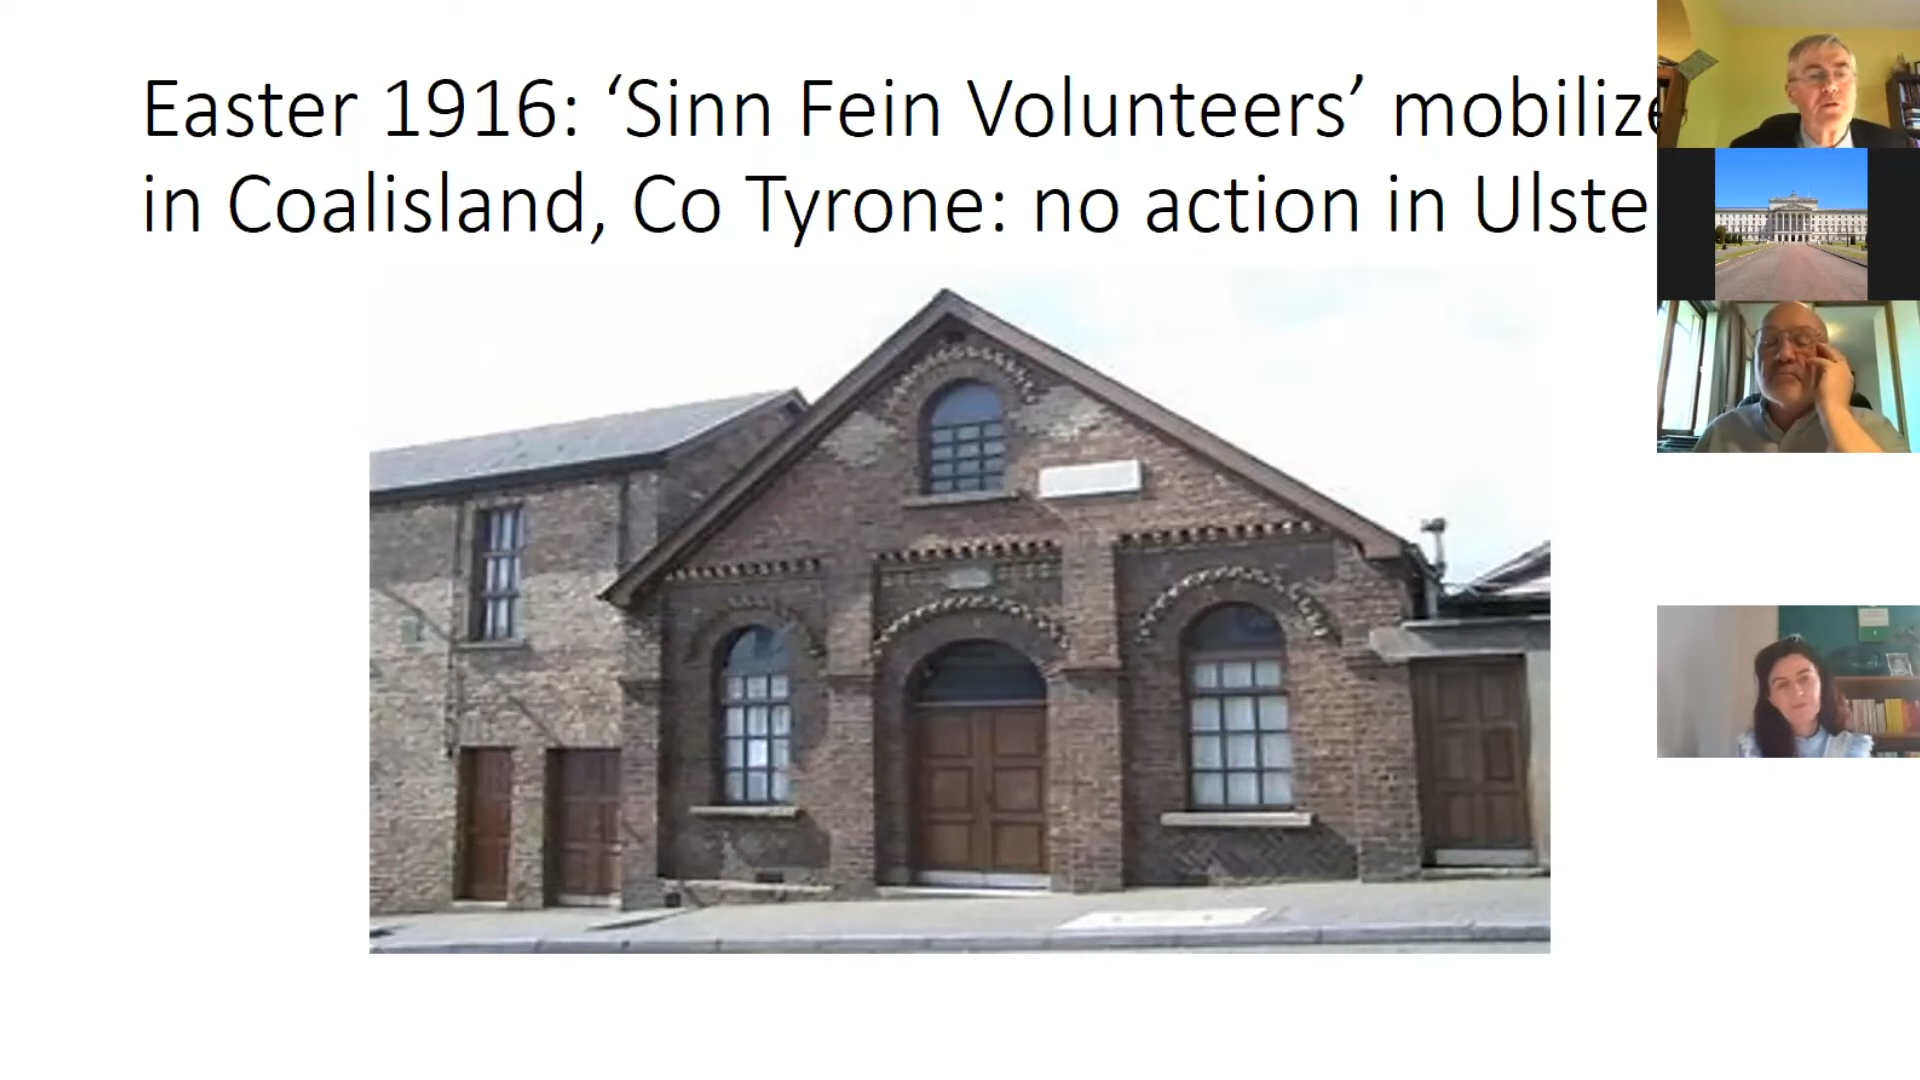 Easter 1916: ‘Sinn Fein Volunteers’ mobilize
in Coalisland, Co Tyrone: no action in Ulste